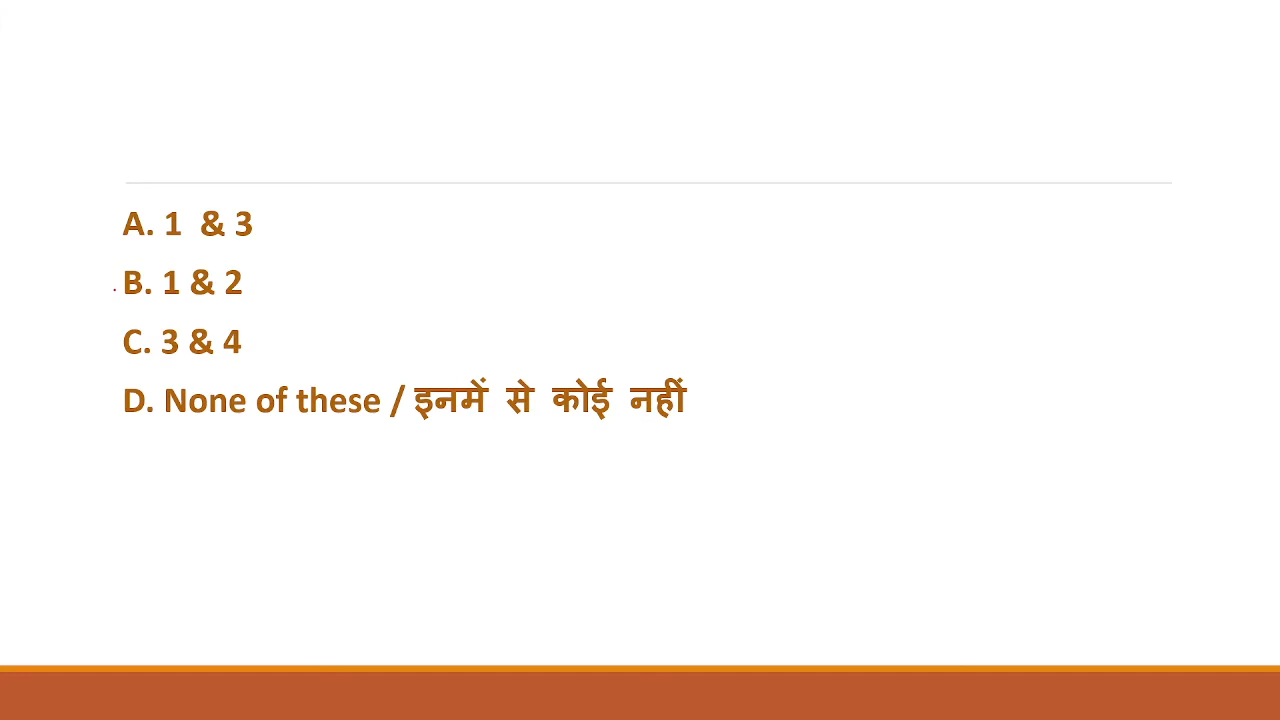 A. 1 & 3
B. 1 & 2
C. 3 & 4
D. None of these / इनमें से कोई नहीं